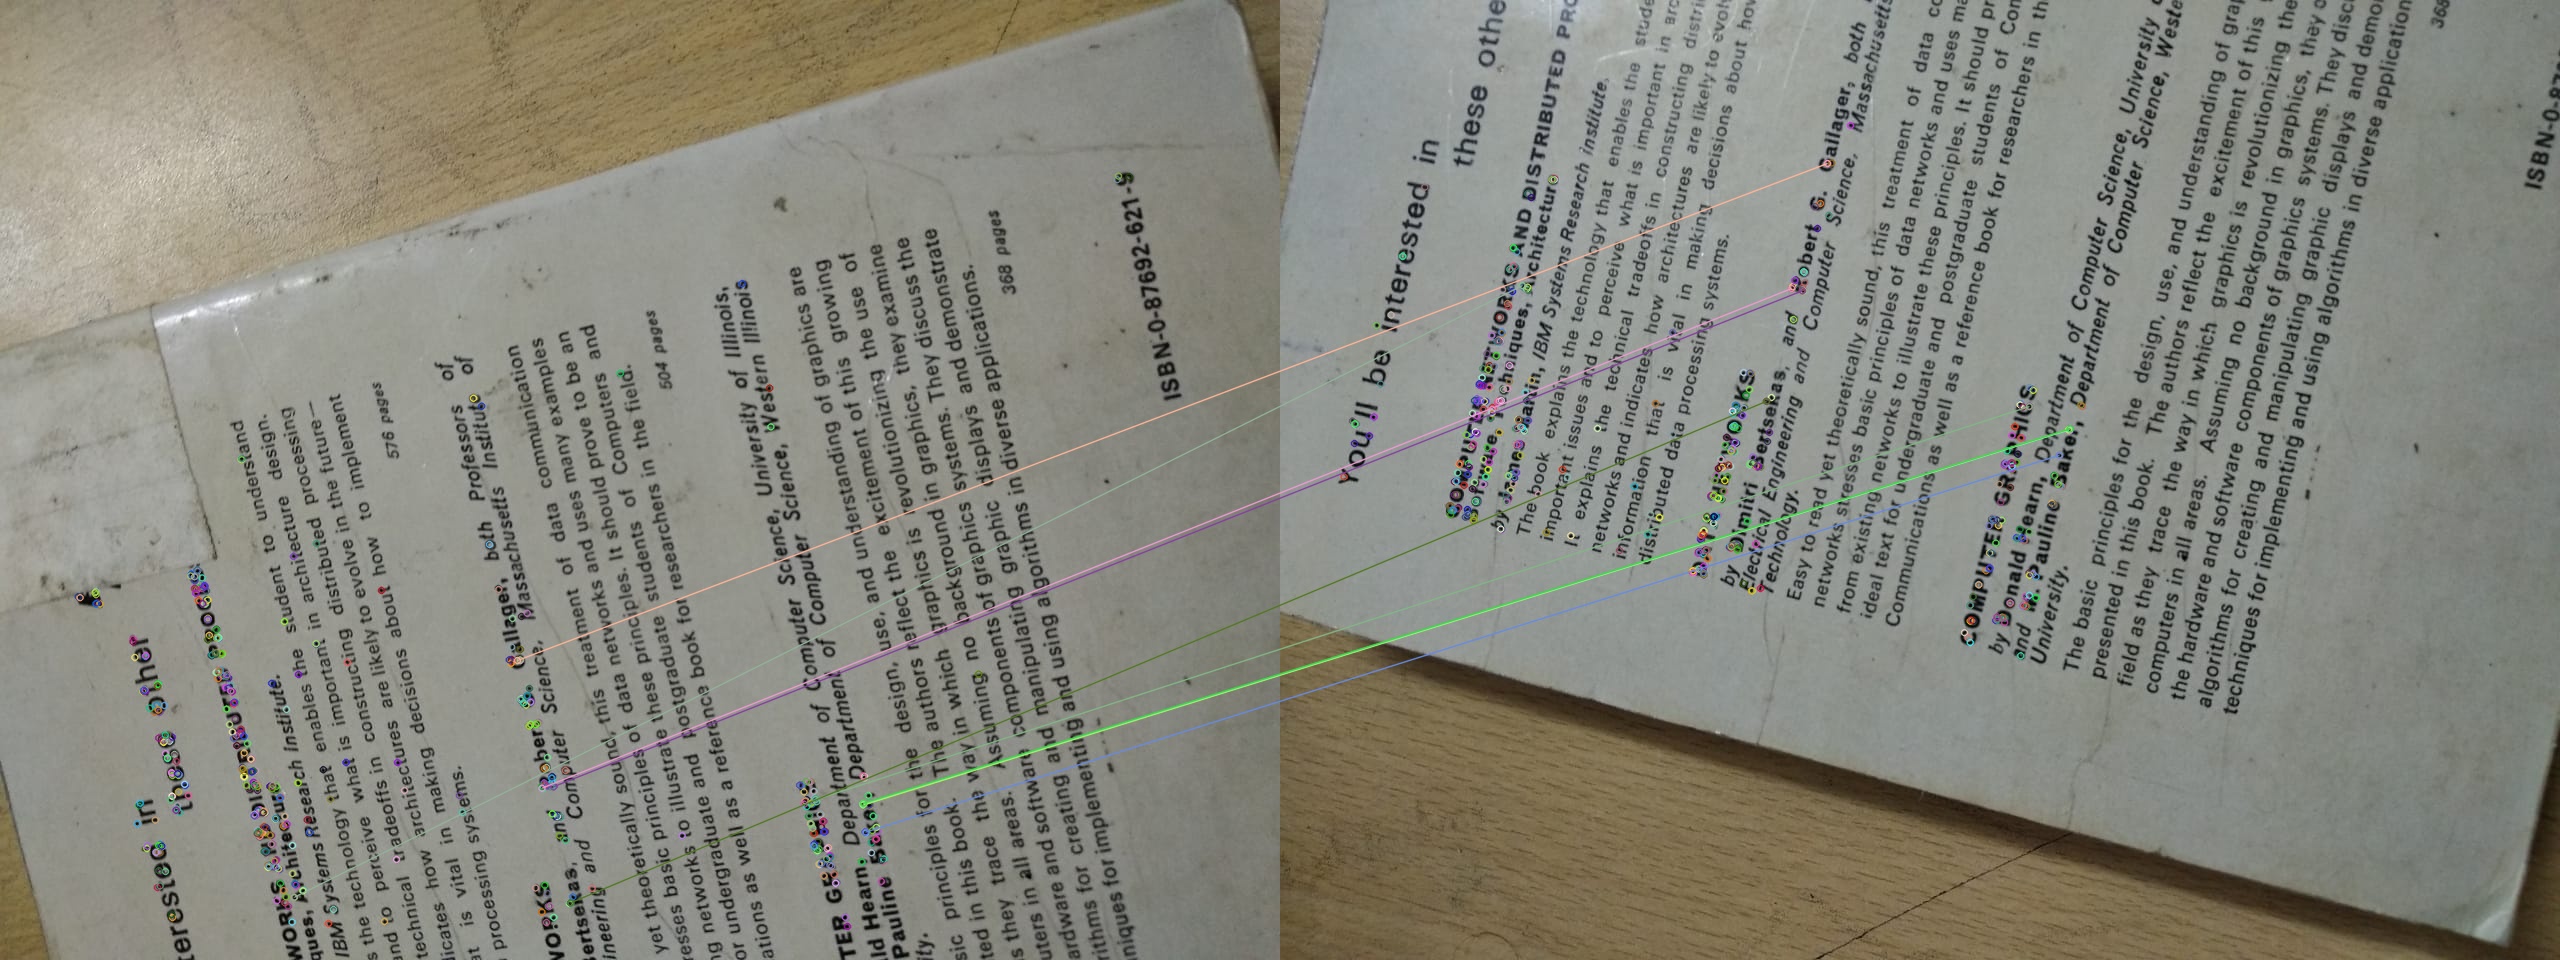 terested in
these other
WORKS AND DISTRIBUTED PROCES
ques, Architecture
IBM Systems Research Institute.
s the technology that enables the student to understand
and to perceive what is important in architecture design.
technical tradeoffs in constructing distributed processing
dicates how architectures are likely to evolve in the future—
at is vital in making decisions about how to implement
processing systems. 576 pages
WORKS
ertsekas, and Robert G. Gallager, both Professors of
ineering and Computer Science, Massachusetts Institute of
yet theoretically sound, this treatment of data communication
resses basic principles of data networks and uses many examples
ng networks to illustrate these principles. It should prove to be an
or undergraduate and postgraduate students of Computers and
ations as well as a reference book for researchers in the field.
504 pages
TER GRAPHICS
ld Hearn, Department of Computer Science, University of Illinois,
Pauline Baker, Department of Computer Science, Western Illinois
ity.
sic principles for the design, use, and understanding of graphics are
ted in this book. The authors reflect the excitement of this growing
s they trace the way in which graphics is revolutionizing the use of
uters in all areas. Assuming no background in graphics, they examine
ardware and software components of graphics systems. They discuss the
rithms for creating and manipulating graphic displays and demonstrate
niques for implementing and using algorithms in diverse applications.
368 pages
ISBN-0-87692-621-9
You'll be interested in
these othe
COMPUTER NETWORKS AND DISTRIBUTED PRO
Software, Techniques, Architecture
by James Martin, IBM Systems Research Institute.
The book explains the technology that enables the stude
important issues and to perceive what is important in arc
It explains the technical tradeoffs in constructing distri
networks and indicates how architectures are likely to evolv
information that is vital in making decisions about how
distributed data processing systems.
DATA NETWORKS
by Dimitri Bertsekas, and Robert G. Gallager, both
Electrical Engineering and Computer Science, Massachusetts
Technology.
Easy to read yet theoretically sound, this treatment of data co
networks stresses basic principles of data networks and uses ma
from existing networks to illustrate these principles. It should pr
ideal text for undergraduate and postgraduate students of Con
Communications as well as a reference book for researchers in th
COMPUTER GRAPHICS
by Donald Hearn, Department of Computer Science, University o
and M. Pauline Baker, Department of Computer Science, Weste
University.
The basic principles for the design, use, and understanding of grap
presented in this book. The authors reflect the excitement of this
field as they trace the way in which graphics is revolutionizing the
computers in all areas. Assuming no background in graphics, they
the hardware and software components of graphics systems. They discu
algorithms for creating and manipulating graphic displays and demon
techniques for implementing and using algorithms in diverse application
368
ISBN-0-87